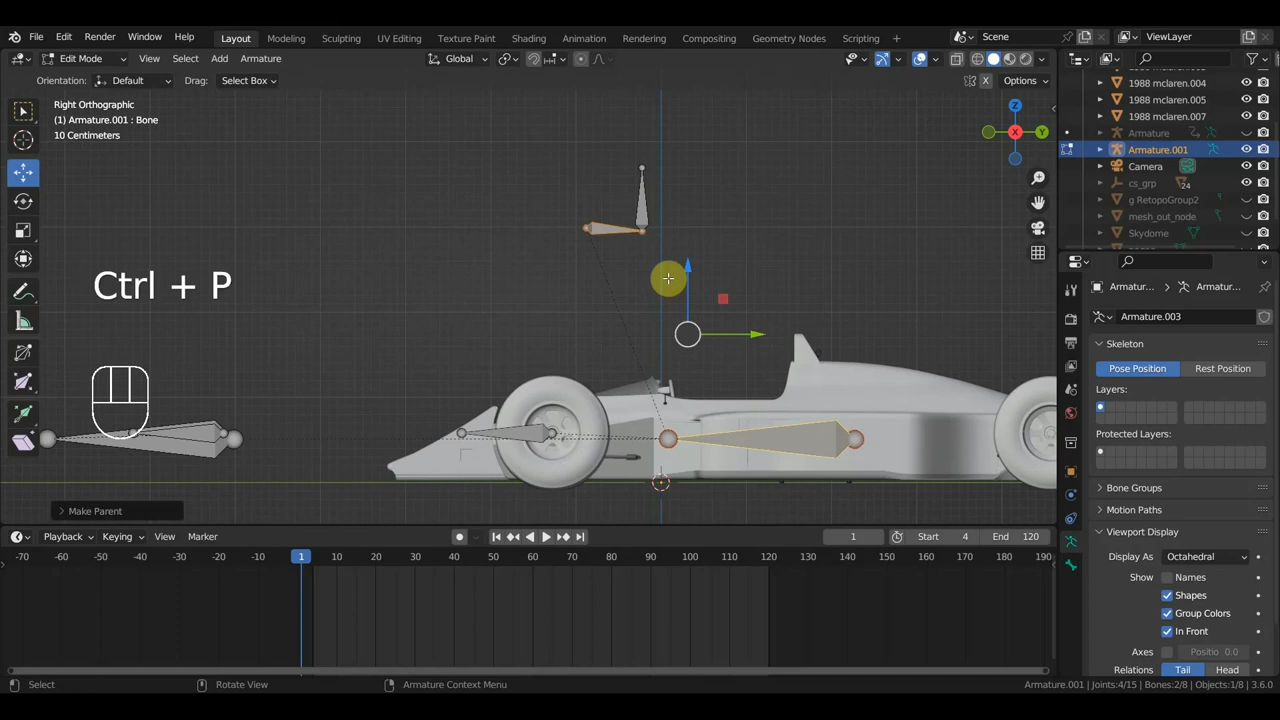 File Edit Render Window Help Layout Modeling Sculpting UV Editing Texture Paint Shading Animation Rendering Compositing Geometry Nodes Scripting + Scene ViewLayer
Edit Mode View Select Add Armature Global
Orientation: Default Drag: Select Box X Options
Right Orthographic
(1) Armature.001 : Bone
10 Centimeters
Z
Y
X
1988 mclaren.004
1988 mclaren.005
1988 mclaren.007
Armature
Armature.001
Camera
cs_grp 24
g RetopoGroup2
mesh_out_node
Skydome
Ctrl + P
Armatur... Armatur...
Armature.003
Skeleton
Pose Position Rest Position
Layers:
Protected Layers:
Bone Groups
Motion Paths
Viewport Display
Display As Octahedral
Show Names
Shapes
Group Colors
In Front
Axes Positio 0.0
Relations Tail Head
Make Parent
Playback Keying View Marker 1 Start 4 End 120
-70 -60 -50 -40 -30 -20 -10 1 10 20 30 40 50 60 70 80 90 100 110 120 130 140 150 160 170 180 190
Select Rotate View Armature Context Menu Armature.001 | Joints:4/15 | Bones:2/8 | Objects:1/8 | 3.6.0